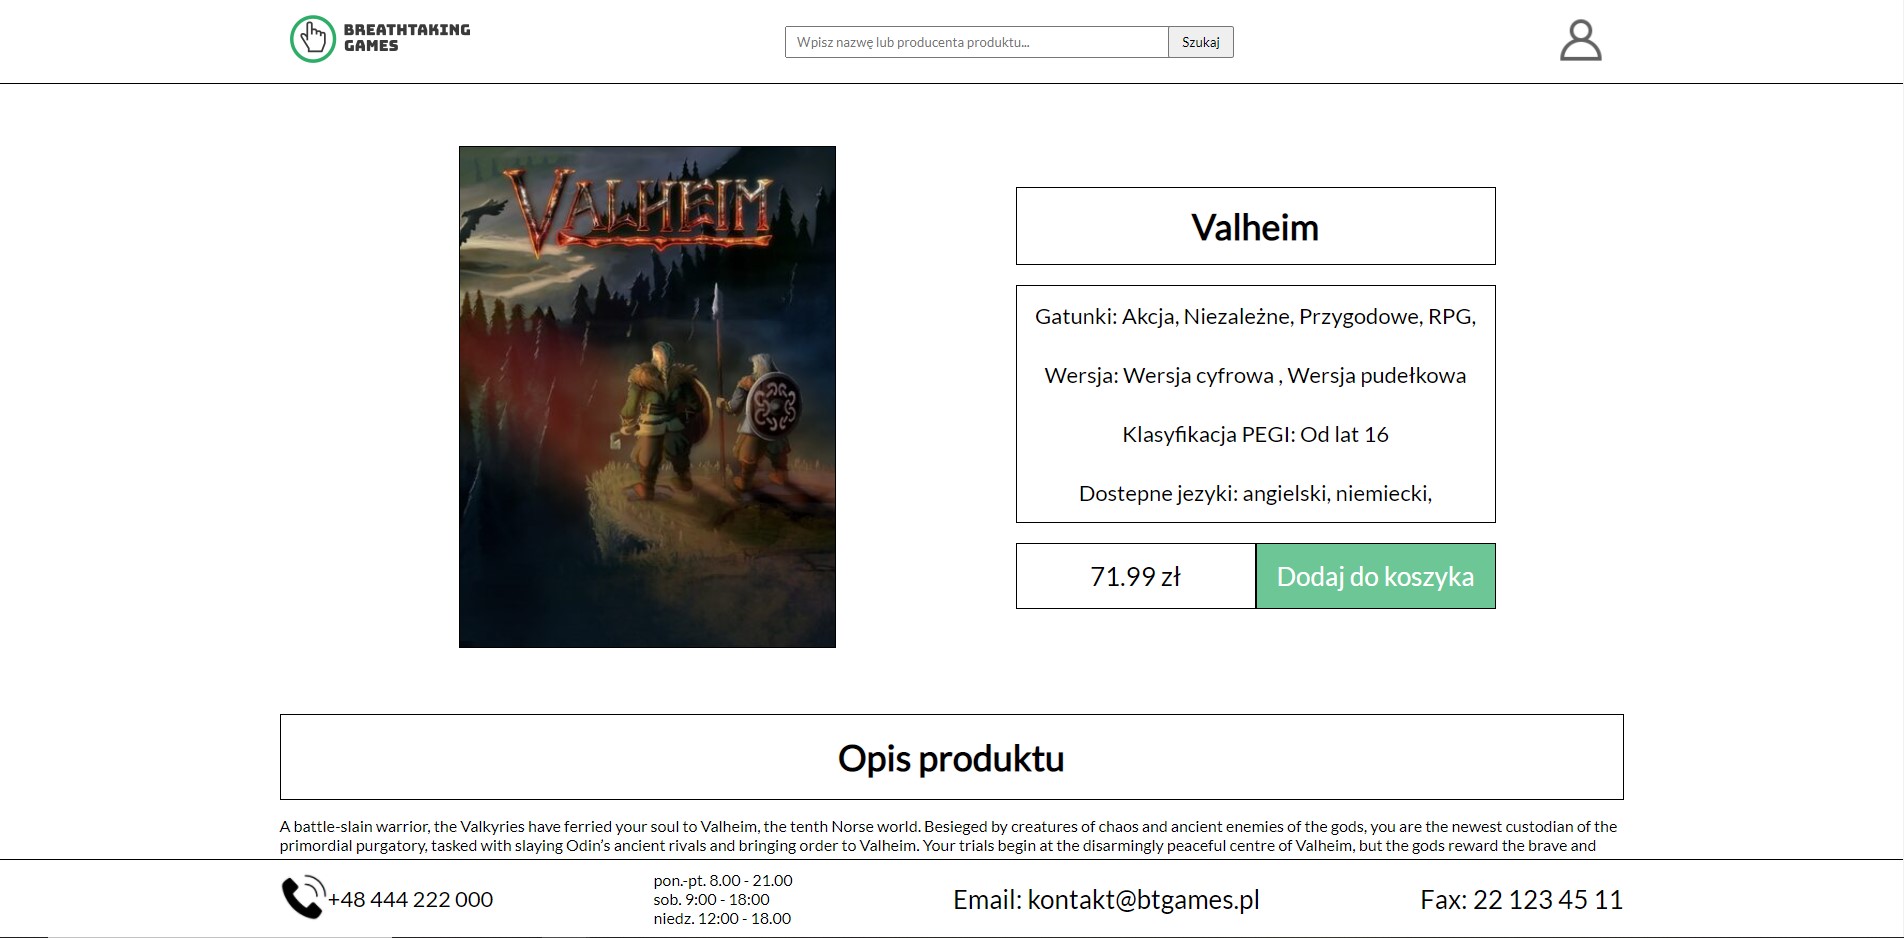 BREATHTAKING
GAMES
Wpisz nazwę lub producenta produktu...
Szukaj
VALHEIM
Valheim
Gatunki: Akcja, Niezależne, Przygodowe, RPG,
Wersja: Wersja cyfrowa , Wersja pudełkowa
Klasyfikacja PEGI: Od lat 16
Dostepne jezyki: angielski, niemiecki,
71.99 zł
Dodaj do koszyka
Opis produktu
A battle-slain warrior, the Valkyries have ferried your soul to Valheim, the tenth Norse world. Besieged by creatures of chaos and ancient enemies of the gods, you are the newest custodian of the
primordial purgatory, tasked with slaying Odin’s ancient rivals and bringing order to Valheim. Your trials begin at the disarmingly peaceful centre of Valheim, but the gods reward the brave and
+48 444 222 000
pon.-pt. 8.00 - 21.00
sob. 9:00 - 18:00
niedz. 12:00 - 18.00
Email: kontakt@btgames.pl
Fax: 22 123 45 11